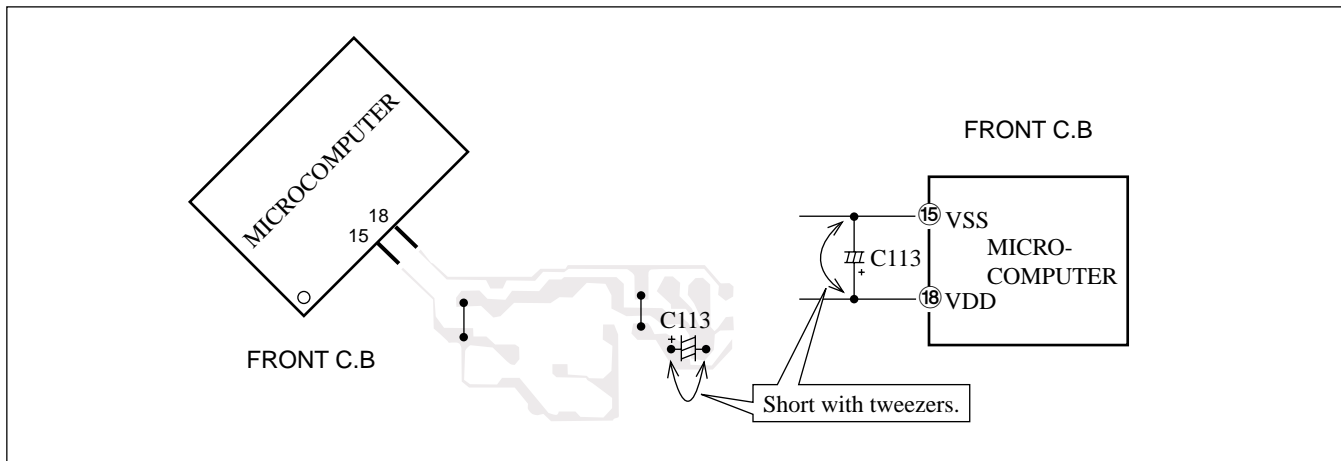 MICROCOMPUTER
18
15
FRONT C.B
C113
+
FRONT C.B
15 VSS
C113
+
MICRO-
COMPUTER
18 VDD
Short with tweezers.